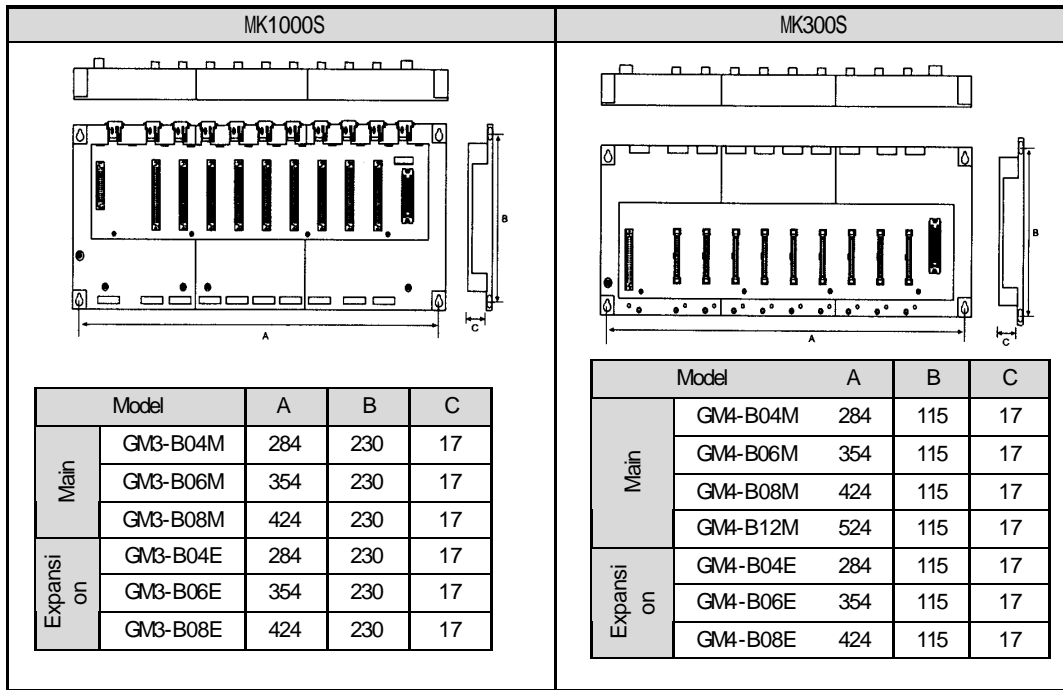 MK1000S
MK300S
B
C
A
B
C
A
Model A B C
Main
GM3-B04M 284 230 17
GM3-B06M 354 230 17
GM3-B08M 424 230 17
Expansi
on
GM3-B04E 284 230 17
GM3-B06E 354 230 17
GM3-B08E 424 230 17
Model A B C
Main
GM4-B04M 284 115 17
GM4-B06M 354 115 17
GM4-B08M 424 115 17
GM4-B12M 524 115 17
Expansi
on
GM4-B04E 284 115 17
GM4-B06E 354 115 17
GM4-B08E 424 115 17